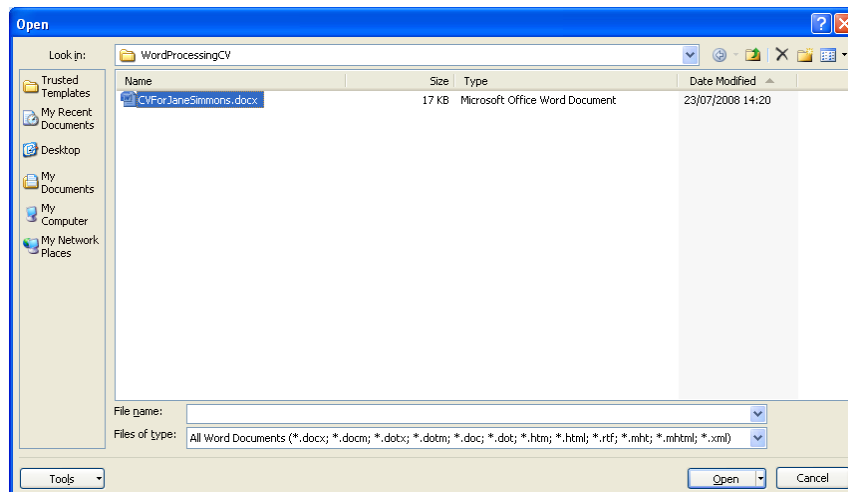 Open
Look in:
WordProcessingCV
Trusted
Templates
My Recent
Documents
Desktop
My
Documents
My
Computer
My Network
Places
Name Size Type Date Modified
CVForJaneSimmons.docx 17 KB Microsoft Office Word Document 23/07/2008 14:20
File name:
Files of type: All Word Documents (*.docx; *.docm; *.dotx; *.dotm; *.doc; *.dot; *.htm; *.html; *.rtf; *.mht; *.mhtml; *.xml)
Tools Open Cancel